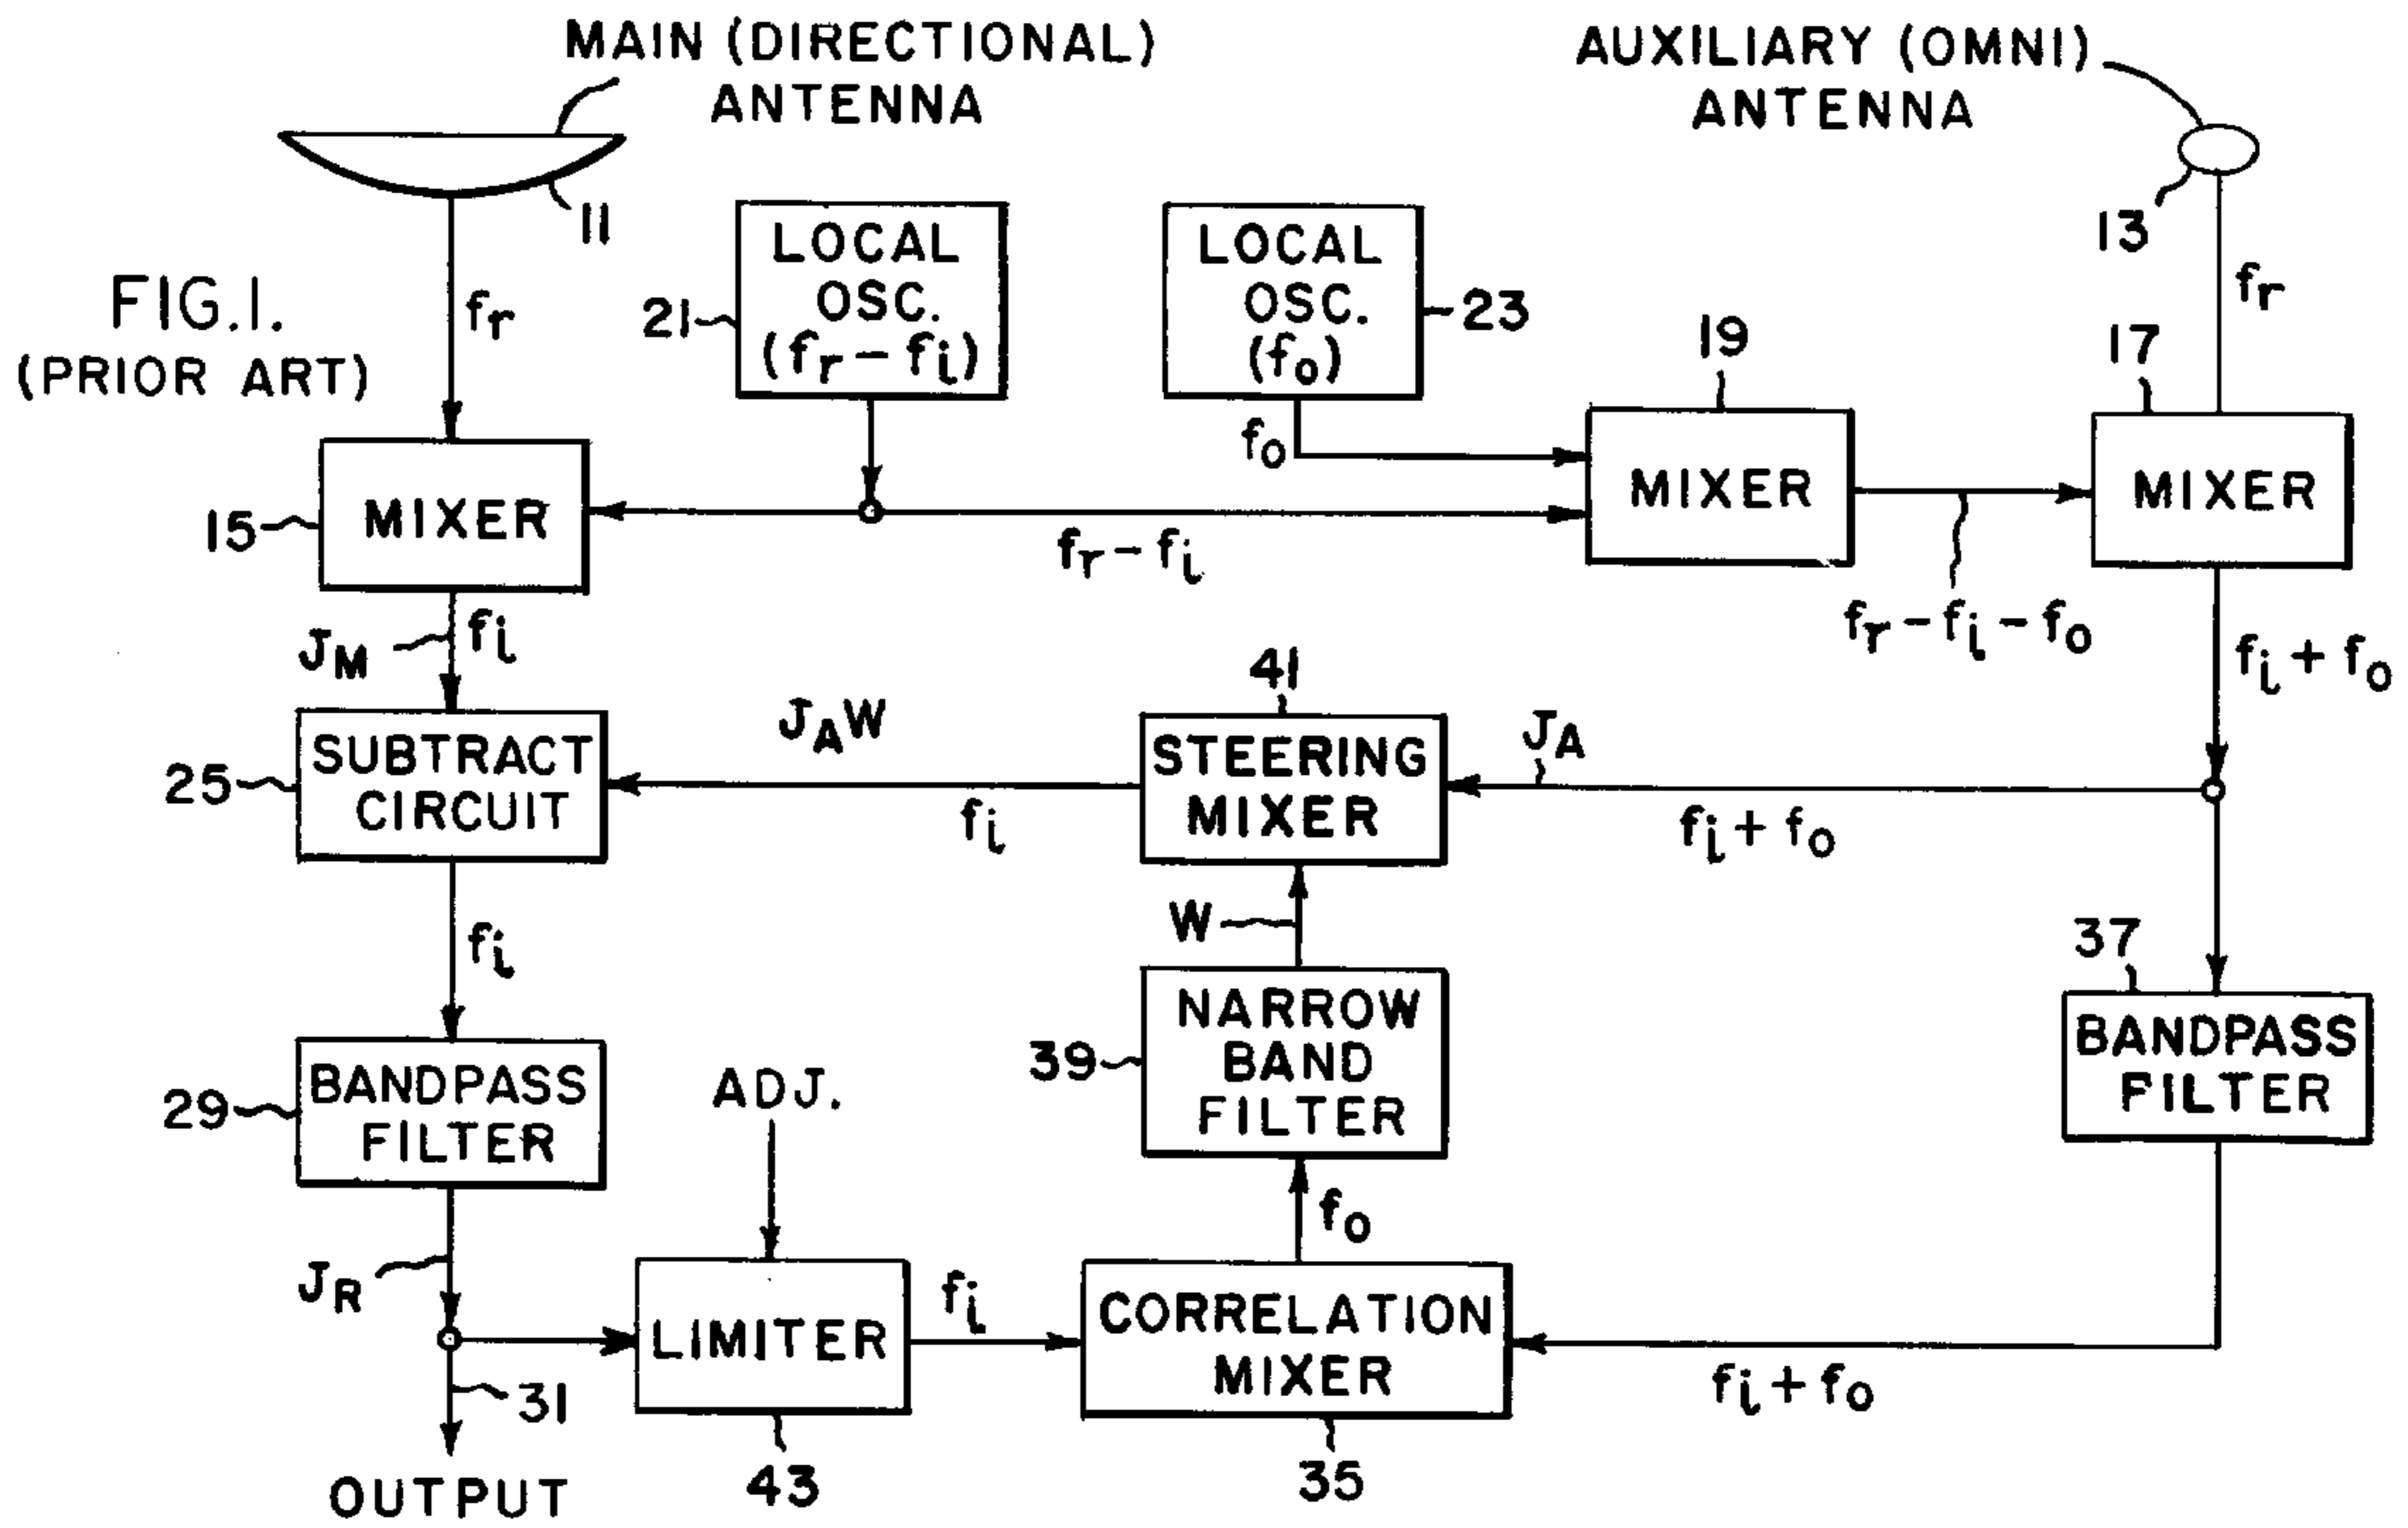 MAIN (DIRECTIONAL)
ANTENNA
AUXILIARY (OMNI)
ANTENNA
11
13
FIG.1.
(PRIOR ART)
fr
LOCAL
OSC.
(fr-fi)
21
LOCAL
OSC.
(fo)
23
fr
19
17
fo
MIXER
15
MIXER
MIXER
fr-fi
fr-fi-fo
JM
fi
fi+fo
41
SUBTRACT
CIRCUIT
25
JAW
fi
STEERING
MIXER
JA
fi+fo
fi
W
37
BANDPASS
FILTER
29
ADJ.
NARROW
BAND
FILTER
39
BANDPASS
FILTER
fo
JR
LIMITER
fi
CORRELATION
MIXER
fi+fo
31
43
35
OUTPUT